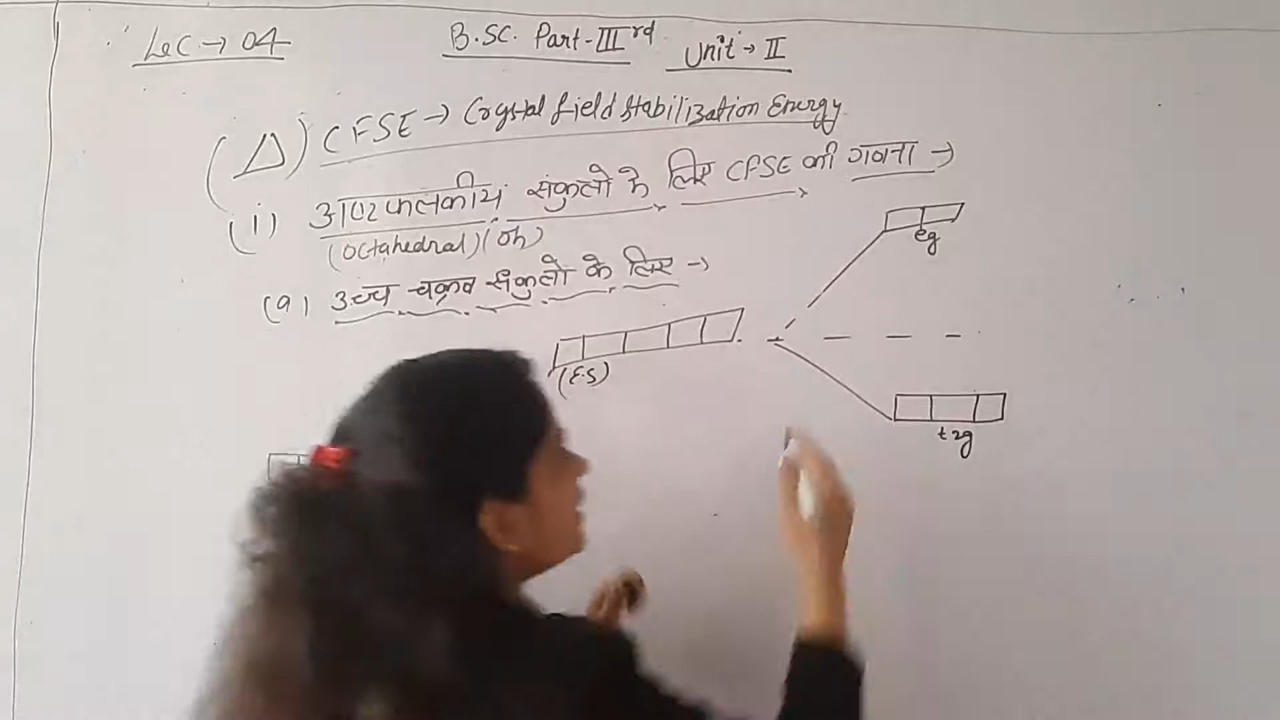 Lec → 04
B.SC. Part-IIIrd Unit → II
(Δ) CFSE → Crystal field Stabilization Energy
(i) अष्टफलकीय संकुलो के लिए CFSE की गणना →
(Octahedral) (Oh)
eg
(a) उच्च चक्रण संकुलो के लिए →
(E.S)
t2g